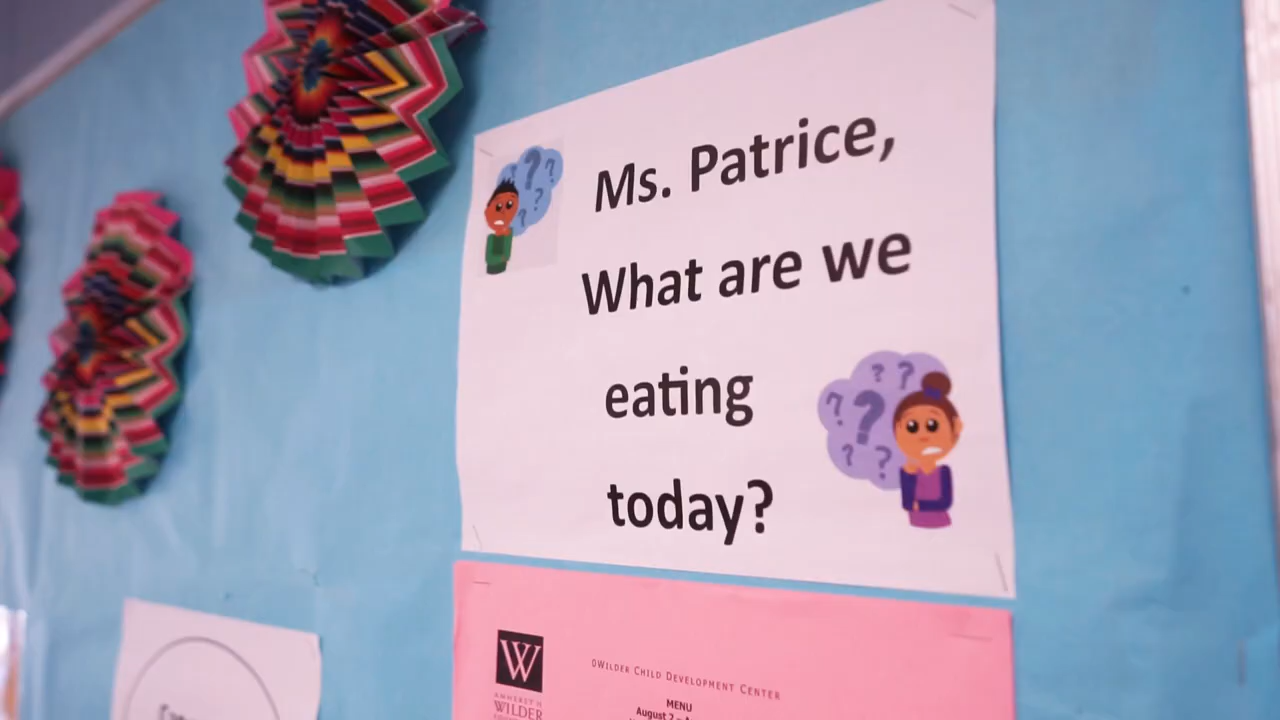 Ms. Patrice,
What are we
eating
today?
W
AMHERST H.
WILDER
WILDER CHILD DEVELOPMENT CENTER
MENU
August 2 –